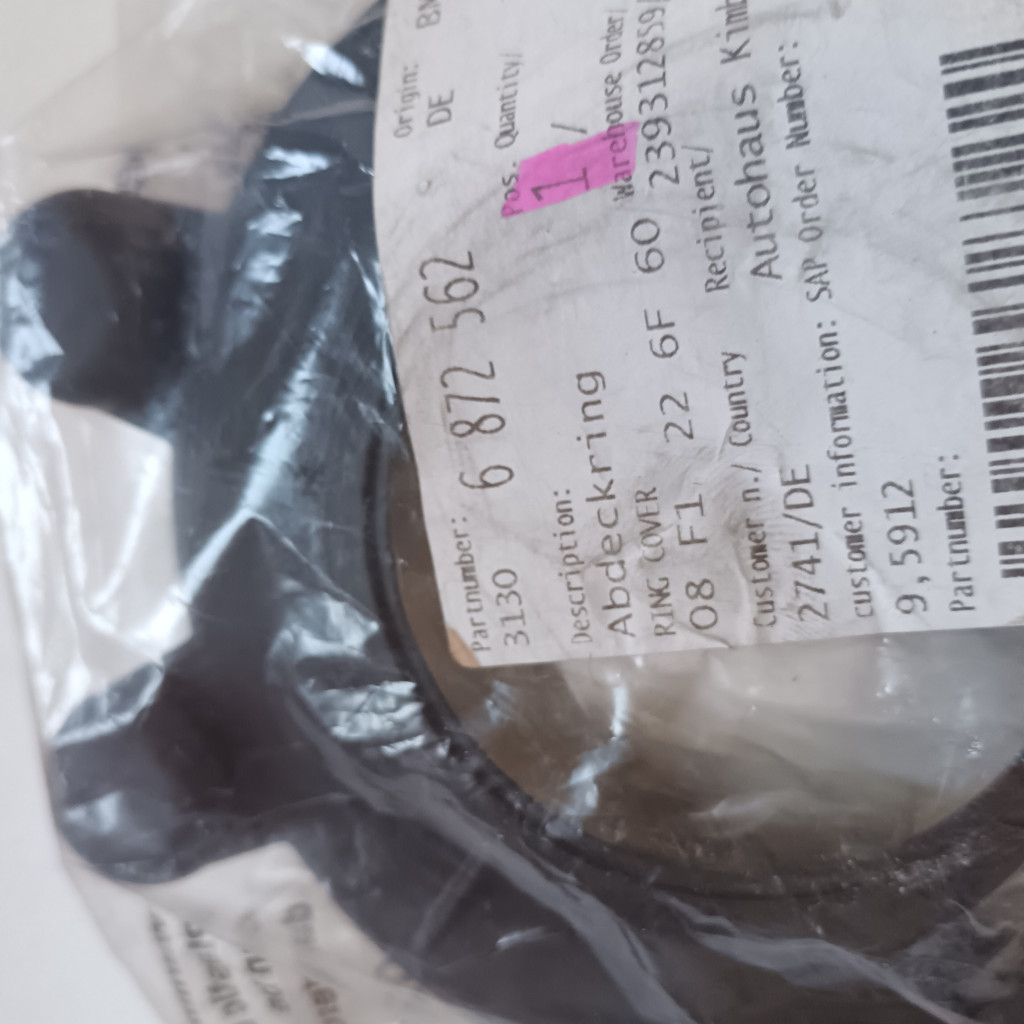 Origin:
DE
Partnumber:
3130 6 872 562
Pos. Quantity/
1 /
Description:
Abdeckring
RING COVER
Warehouse Order/
08 F1 22 6F 60 239312859/
Customer n./ Country
Recipient/
2741/DE
Autohaus
customer information: SAP Order Number:
9,5912
Partnumber: